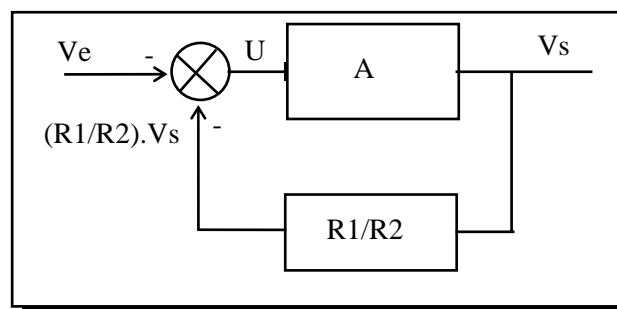 Ve
-
U
A
Vs
(R1/R2).Vs
-
R1/R2